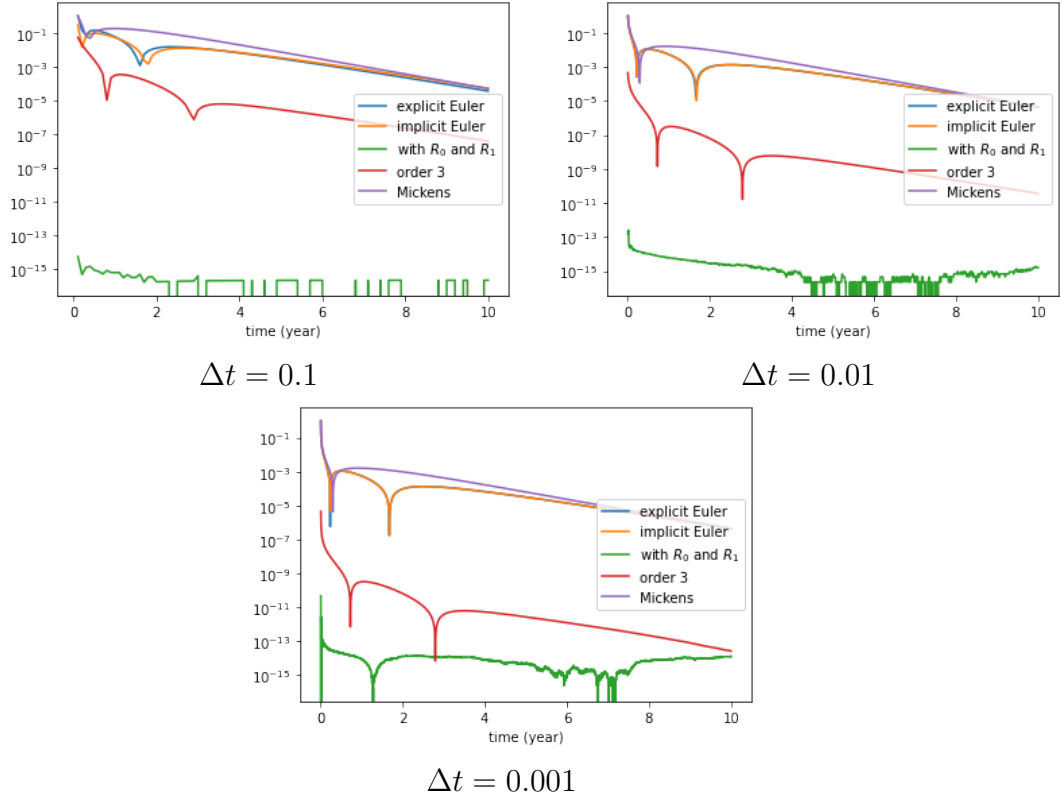 10⁻¹
10⁻³
10⁻⁵
10⁻⁷
10⁻⁹
10⁻¹¹
10⁻¹³
10⁻¹⁵
explicit Euler
implicit Euler
with R₀ and R₁
order 3
Mickens
0 2 4 6 8 10
time (year)
Δt = 0.1
10⁻¹
10⁻³
10⁻⁵
10⁻⁷
10⁻⁹
10⁻¹¹
10⁻¹³
10⁻¹⁵
explicit Euler
implicit Euler
with R₀ and R₁
order 3
Mickens
0 2 4 6 8 10
time (year)
Δt = 0.01
10⁻¹
10⁻³
10⁻⁵
10⁻⁷
10⁻⁹
10⁻¹¹
10⁻¹³
10⁻¹⁵
explicit Euler
implicit Euler
with R₀ and R₁
order 3
Mickens
0 2 4 6 8 10
time (year)
Δt = 0.001